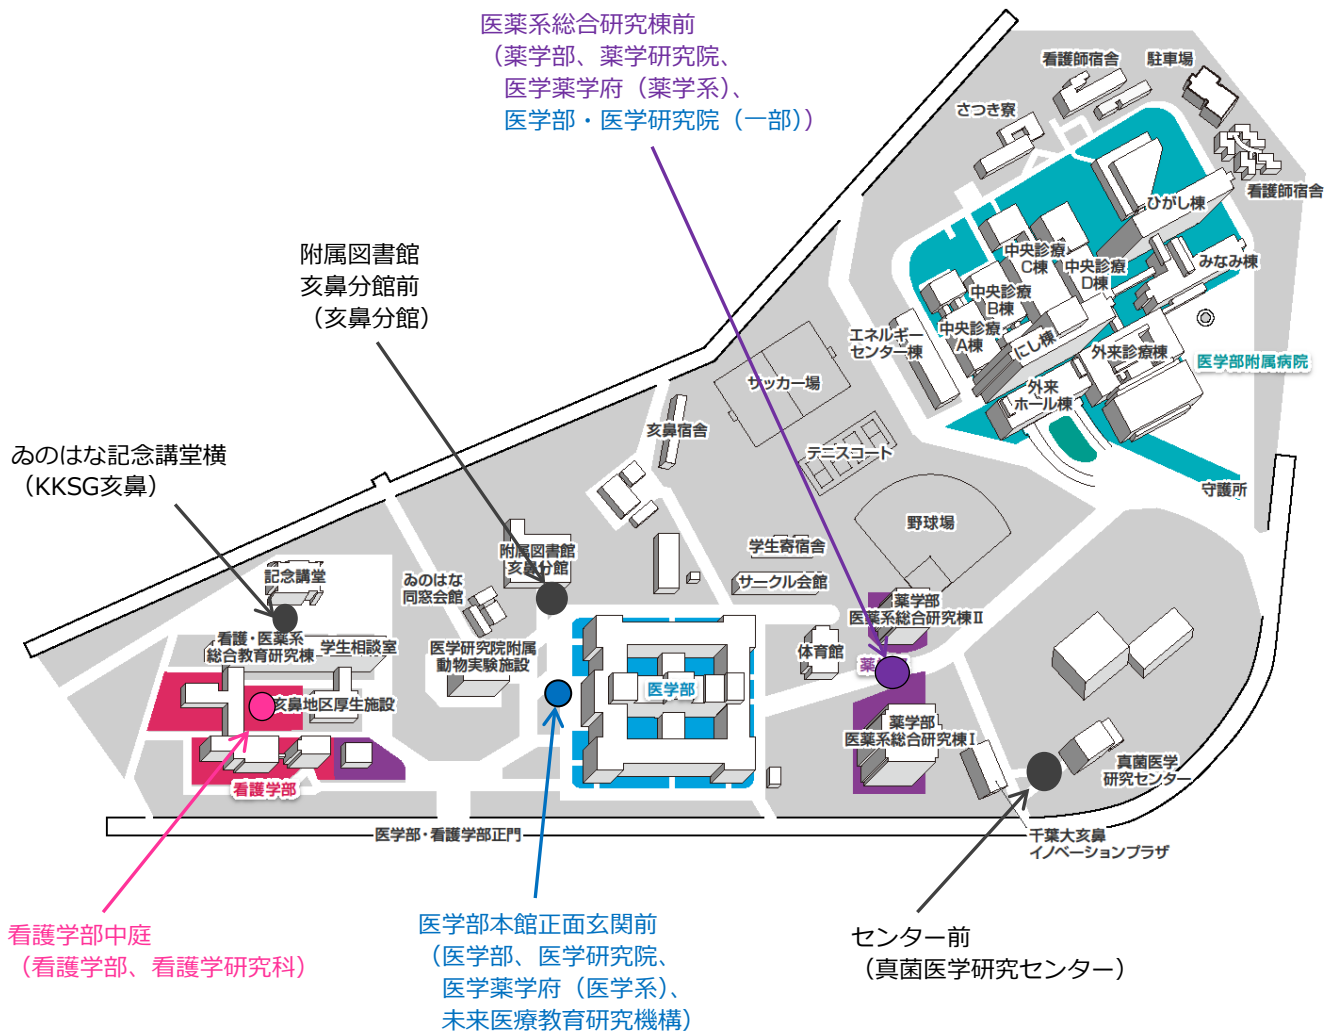 医薬系総合研究棟前
（薬学部、薬学研究院、
医学薬学府（薬学系）、
医学部・医学研究院（一部））
看護師宿舎
駐車場
さつき寮
看護師宿舎
ひがし棟
みなみ棟
中央診療
C棟
中央診療
D棟
中央診療
B棟
中央診療
A棟
にし棟
外来診療棟
エネルギー
センター棟
医学部附属病院
外来
ホール棟
守護所
附属図書館
亥鼻分館前
（亥鼻分館）
サッカー場
亥鼻宿舎
テニスコート
野球場
ゐのはな記念講堂横
（KKSG亥鼻）
附属図書館
亥鼻分館
学生寄宿舎
サークル会館
記念講堂
ゐのはな
同窓会館
薬学部
医薬系総合研究棟Ⅱ
看護・医薬系
総合教育研究棟
学生相談室
医学研究院附属
動物実験施設
体育館
薬
医学部
亥鼻地区厚生施設
薬学部
医薬系総合研究棟Ⅰ
看護学部
真菌医学
研究センター
医学部・看護学部正門
千葉大亥鼻
イノベーションプラザ
看護学部中庭
（看護学部、看護学研究科）
医学部本館正面玄関前
（医学部、医学研究院、
医学薬学府（医学系）、
未来医療教育研究機構）
センター前
（真菌医学研究センター）